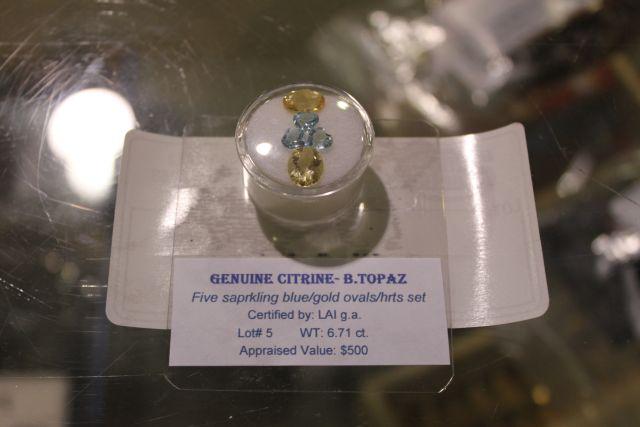 GENUINE CITRINE- B.TOPAZ
Five saprkling blue/gold ovals/hrts set
Certified by: LAI g.a.
Lot# 5 WT: 6.71 ct.
Appraised Value: $500